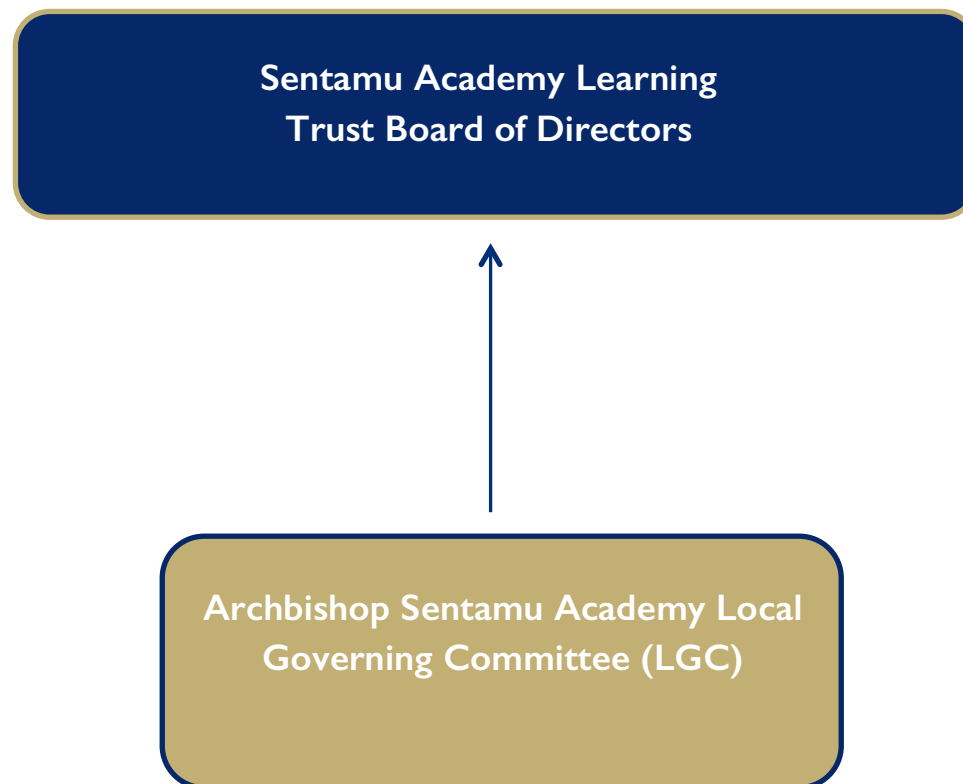 Sentamu Academy Learning
Trust Board of Directors
Archbishop Sentamu Academy Local
Governing Committee (LGC)